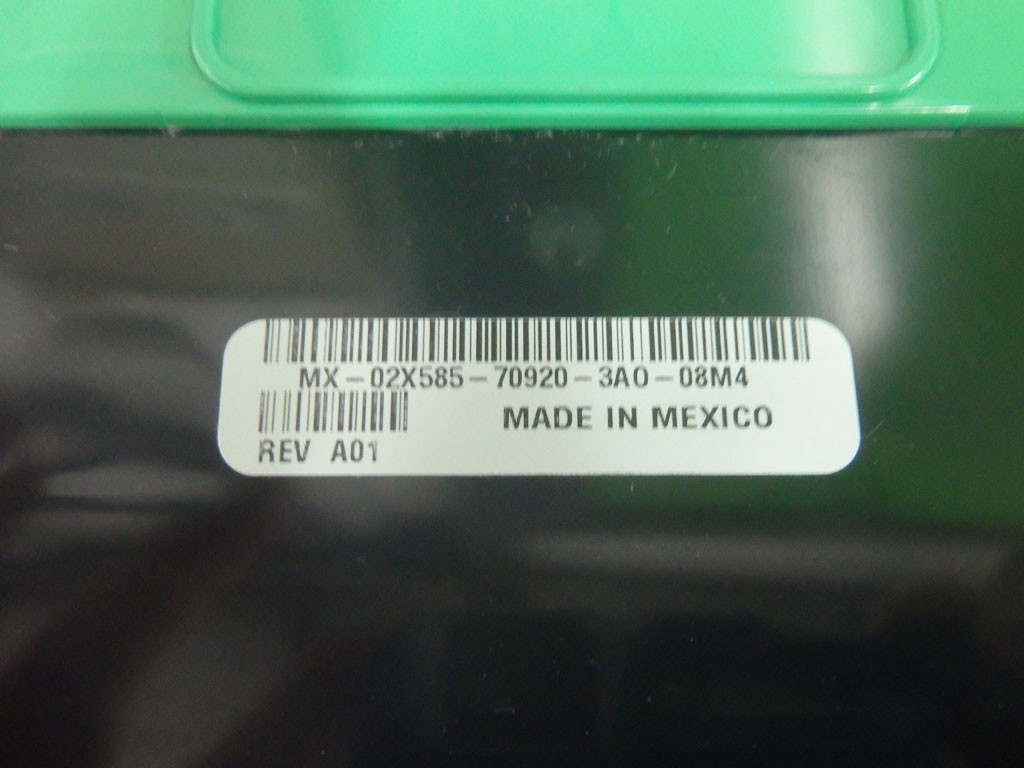 MX-02X585-70920-3A0-08M4
MADE IN MEXICO
REV A01